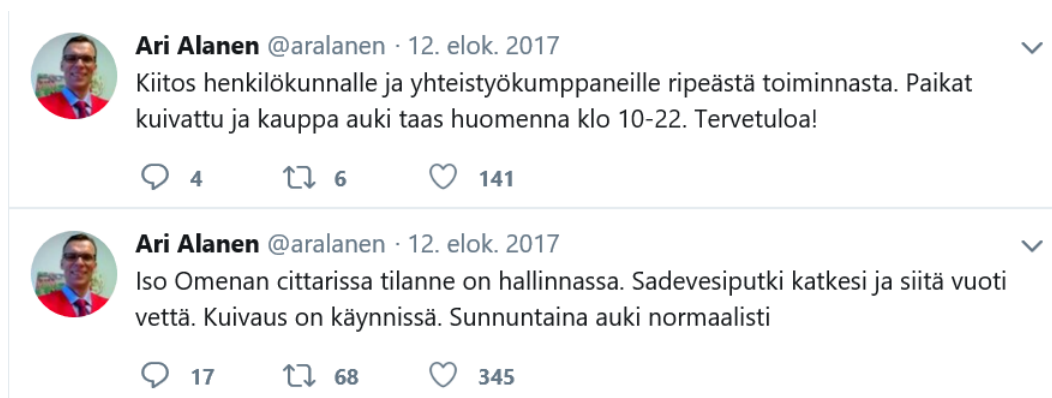 Ari Alanen @aralanen · 12. elok. 2017
Kiitos henkilökunnalle ja yhteistyökumppaneille ripeästä toiminnasta. Paikat
kuivattu ja kauppa auki taas huomenna klo 10-22. Tervetuloa!
4 6 141
Ari Alanen @aralanen · 12. elok. 2017
Iso Omenan cittarissa tilanne on hallinnassa. Sadevesiputki katkesi ja siitä vuoti
vettä. Kuivaus on käynnissä. Sunnuntaina auki normaalisti
17 68 345